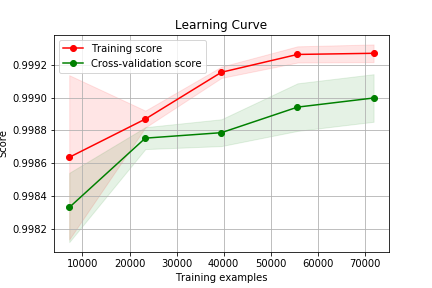 Learning Curve
Training score
Cross-validation score
0.9992
0.9990
0.9988
0.9986
0.9984
0.9982
Score
10000 20000 30000 40000 50000 60000 70000
Training examples